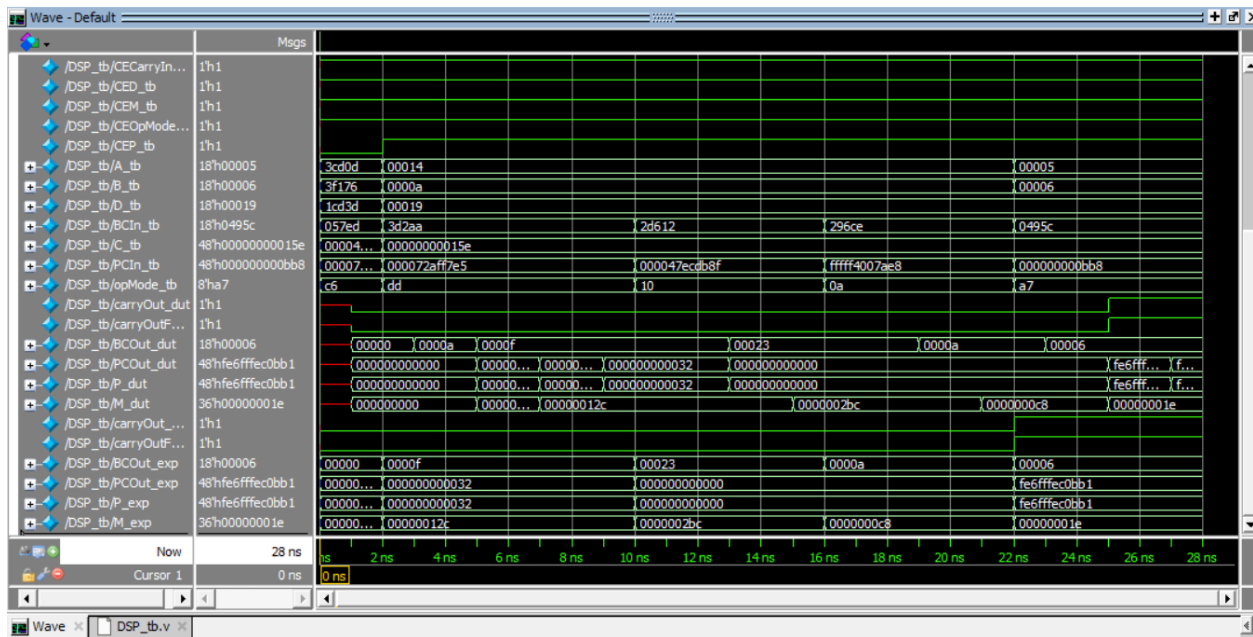 Wave - Default
Msgs
/DSP_tb/CECarryIn... 1'h1
/DSP_tb/CED_tb 1'h1
/DSP_tb/CEM_tb 1'h1
/DSP_tb/CEOpMode... 1'h1
/DSP_tb/CEP_tb 1'h1
/DSP_tb/A_tb 18'h00005 3cd0d 00014 00005
/DSP_tb/B_tb 18'h00006 3f176 0000a 00006
/DSP_tb/D_tb 18'h00019 1cd3d 00019
/DSP_tb/BCIn_tb 18'h0495c 057ed 3d2aa 2d612 296ce 0495c
/DSP_tb/C_tb 48'h00000000015e 00004... 00000000015e
/DSP_tb/PCIn_tb 48'h000000000bb8 00007... 000072aff7e5 000047ecdb8f fffff4007ae8 000000000bb8
/DSP_tb/opMode_tb 8'ha7 c6 dd 10 0a a7
/DSP_tb/carryOut_dut 1'h1
/DSP_tb/carryOutF... 1'h1
/DSP_tb/BCOut_dut 18'h00006 00000 0000a 0000f 00023 0000a 00006
/DSP_tb/PCOut_dut 48'hfe6fffec0bb1 000000000000 00000... 00000... 000000000032 000000000000 fe6fff... f...
/DSP_tb/P_dut 48'hfe6fffec0bb1 000000000000 00000... 00000... 000000000032 000000000000 fe6fff... f...
/DSP_tb/M_dut 36'h00000001e 000000000 00000... 00000012c 0000002bc 0000000c8 00000001e
/DSP_tb/carryOut_... 1'h1
/DSP_tb/carryOutF... 1'h1
/DSP_tb/BCOut_exp 18'h00006 00000 0000f 00023 0000a 00006
/DSP_tb/PCOut_exp 48'hfe6fffec0bb1 00000... 000000000032 000000000000 fe6fffec0bb1
/DSP_tb/P_exp 48'hfe6fffec0bb1 00000... 000000000032 000000000000 fe6fffec0bb1
/DSP_tb/M_exp 36'h00000001e 00000... 00000012c 0000002bc 0000000c8 00000001e
Now 28 ns ns 2 ns 4 ns 6 ns 8 ns 10 ns 12 ns 14 ns 16 ns 18 ns 20 ns 22 ns 24 ns 26 ns 28 ns
Cursor 1 0 ns 0 ns
Wave DSP_tb.v